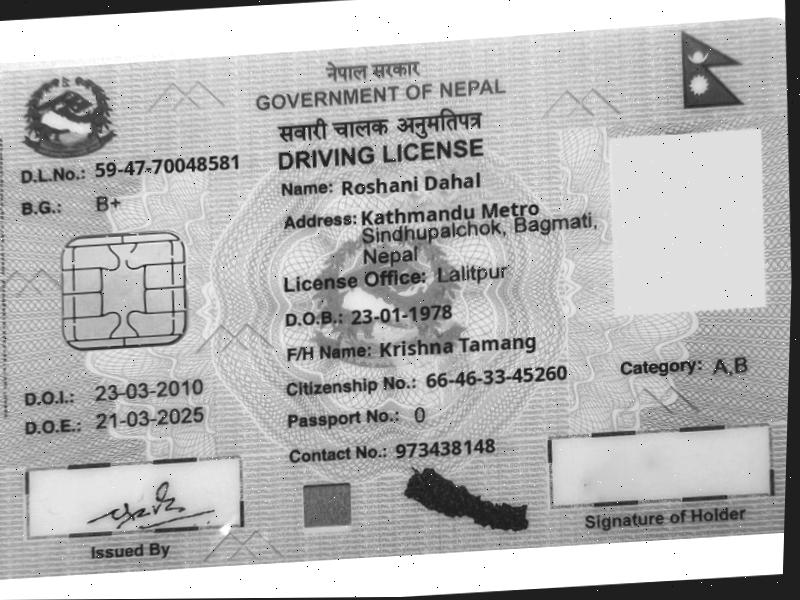 नेपाल सरकार
GOVERNMENT OF NEPAL
सवारी चालक अनुमतिपत्र
DRIVING LICENSE
D.L.No.: 59-47-70048581
B.G.: B+
Name: Roshani Dahal
Address: Kathmandu Metro
Sindhupalchok, Bagmati,
Nepal
License Office: Lalitpur
D.O.B.: 23-01-1978
F/H Name: Krishna Tamang
Citizenship No.: 66-46-33-45260
Category: A,B
D.O.I.: 23-03-2010
D.O.E.: 21-03-2025
Passport No.: 0
Contact No.: 973438148
Issued By
Signature of Holder